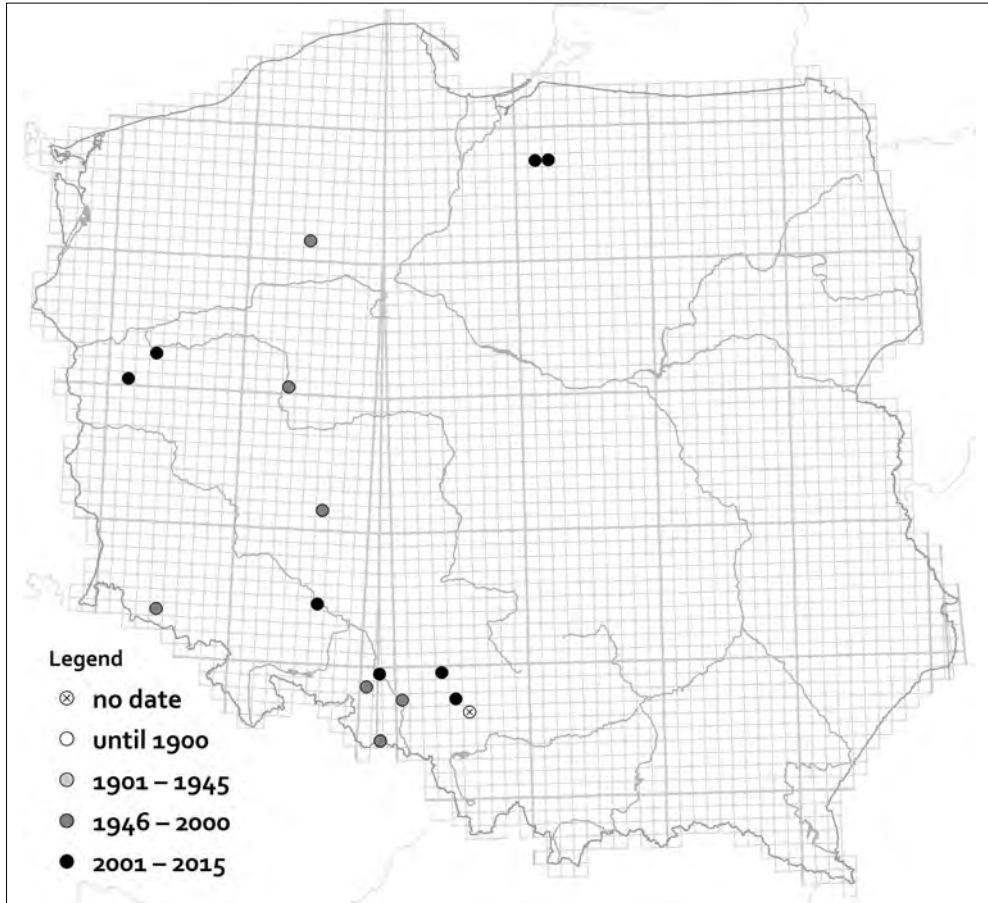 Legend
no date
until 1900
1901 – 1945
1946 – 2000
2001 – 2015